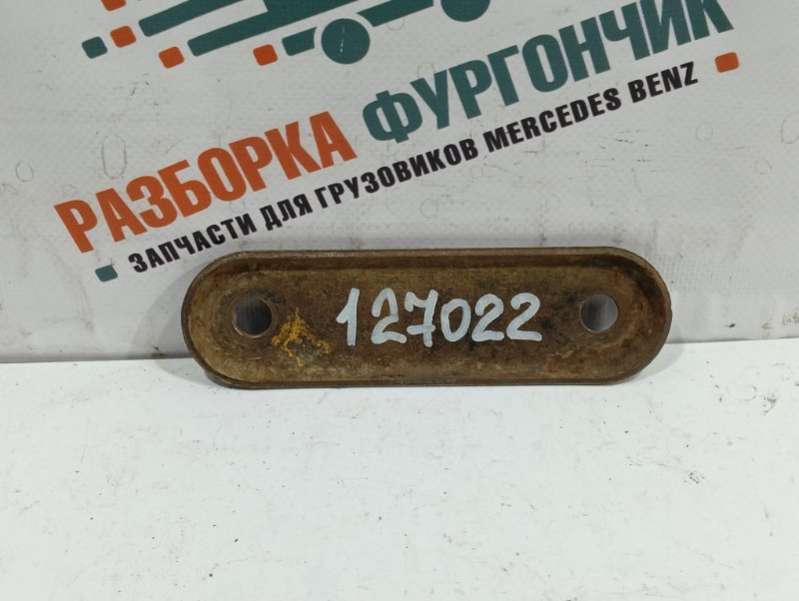 РАЗБОРКА ФУРГОНЧИК
ЗАПЧАСТИ ДЛЯ ГРУЗОВИКОВ MERCEDES BENZ
127022